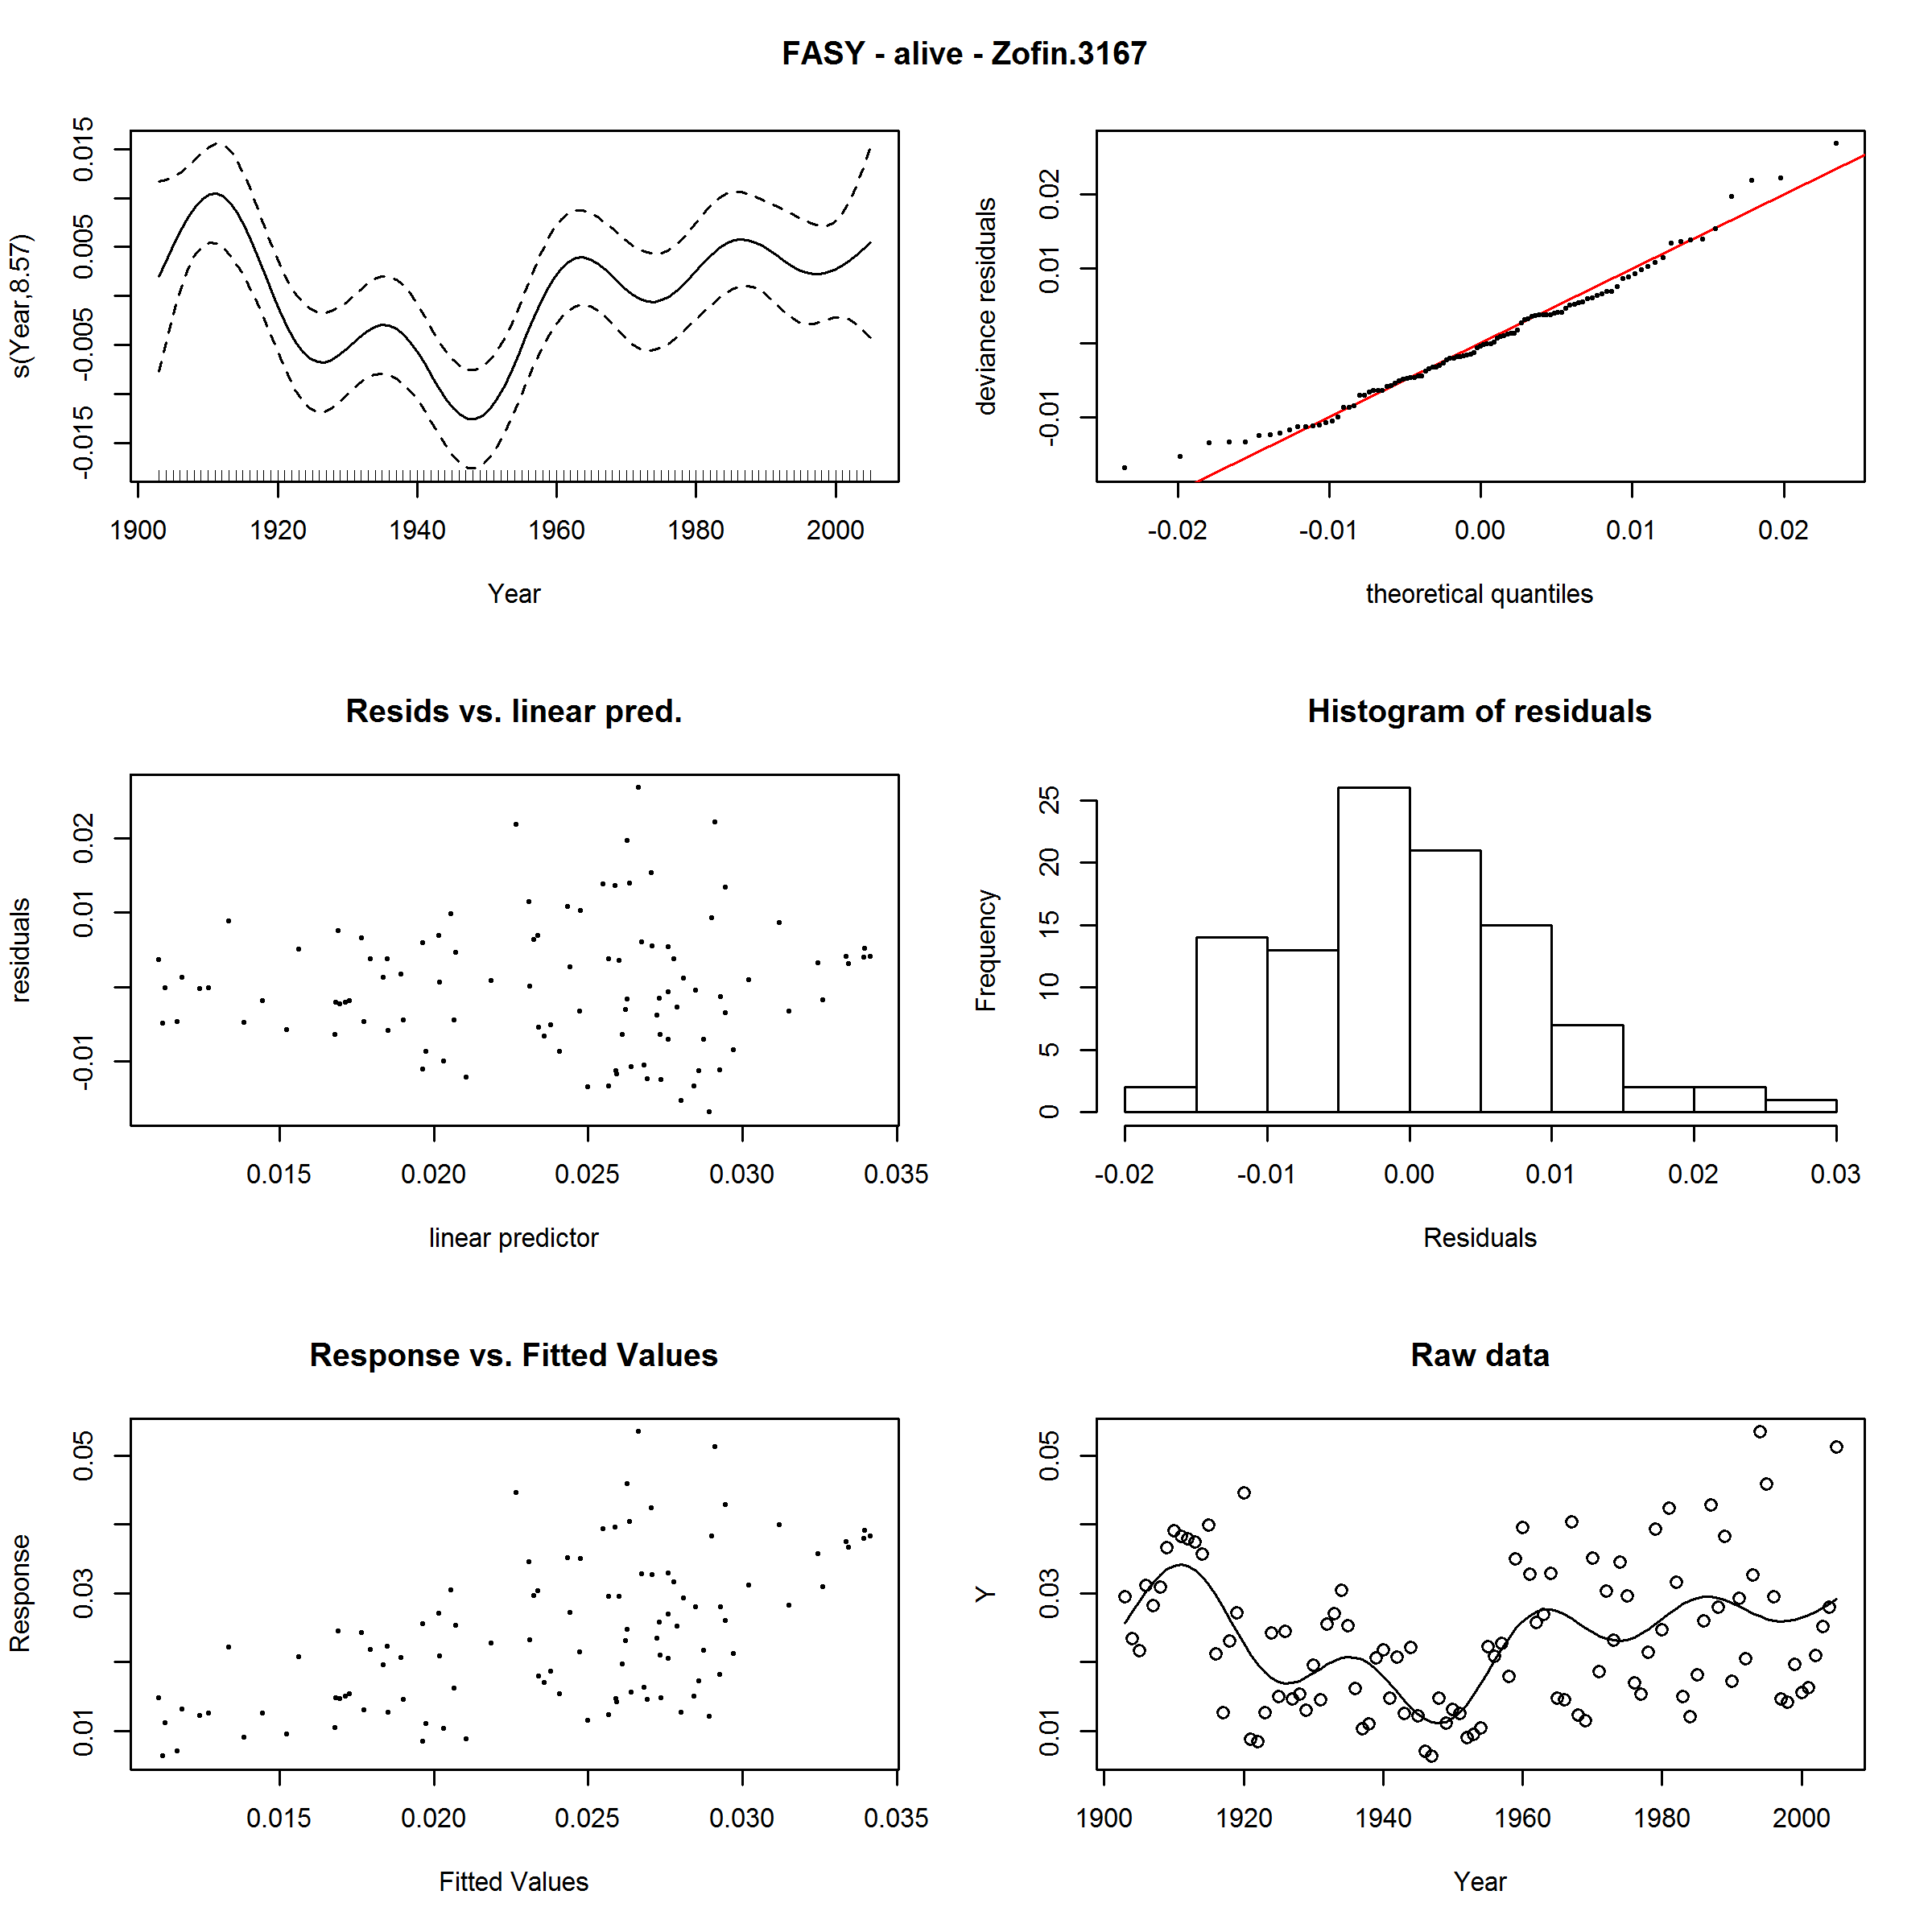 FASY - alive - Zofin.3167
s(Year,8.57)
0.015
0.005
-0.005
-0.015
1900 1920 1940 1960 1980 2000
Year
deviance residuals
0.02
0.01
-0.01
-0.02 -0.01 0.00 0.01 0.02
theoretical quantiles
Resids vs. linear pred.
residuals
0.02
0.01
-0.01
0.015 0.020 0.025 0.030 0.035
linear predictor
Histogram of residuals
Frequency
25
20
15
10
5
0
-0.02 -0.01 0.00 0.01 0.02 0.03
Residuals
Response vs. Fitted Values
Response
0.05
0.03
0.01
0.015 0.020 0.025 0.030 0.035
Fitted Values
Raw data
Y
0.05
0.03
0.01
1900 1920 1940 1960 1980 2000
Year